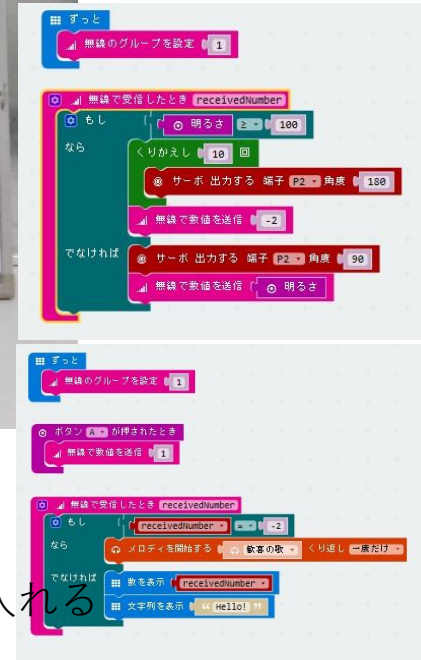 ずっと
無線のグループを設定 1
無線で受信したとき receivedNumber
もし 明るさ ≥ 100
なら くりかえし 10 回
サーボ 出力する 端子 P2 角度 180
無線で数値を送信 -2
でなければ サーボ 出力する 端子 P2 角度 90
無線で数値を送信 明るさ
ずっと
無線のグループを設定 1
ボタン A が押されたとき
無線で数値を送信 1
無線で受信したとき receivedNumber
もし receivedNumber = -2
なら メロディを開始する 歓喜の歌 くり返し 一度だけ
でなければ 数を表示 receivedNumber
文字列を表示 “ Hello! ”
入れる